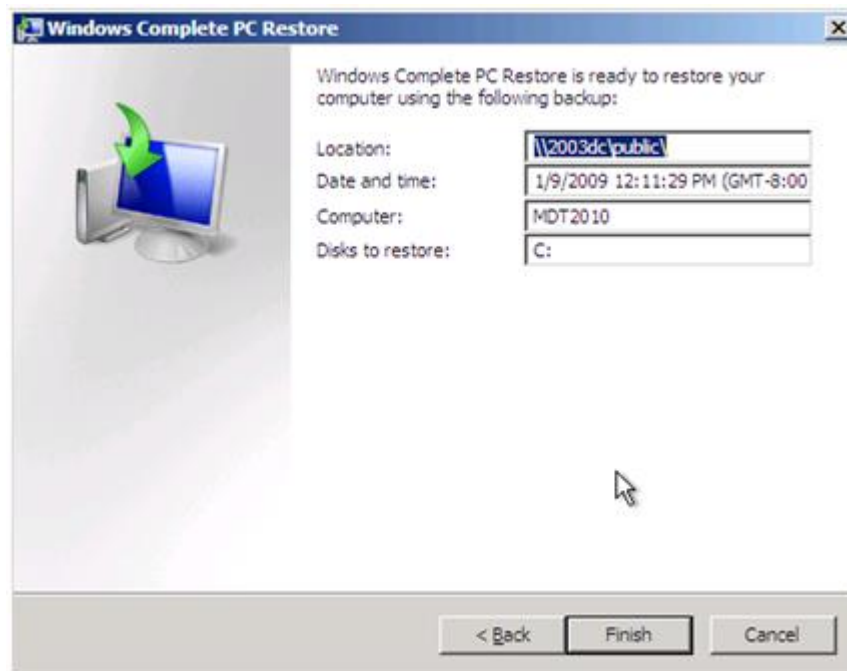 Windows Complete PC Restore
Windows Complete PC Restore is ready to restore your
computer using the following backup:
Location: \\2003dc\public\
Date and time: 1/9/2009 12:11:29 PM (GMT-8:00
Computer: MDT2010
Disks to restore: C:
< Back Finish Cancel